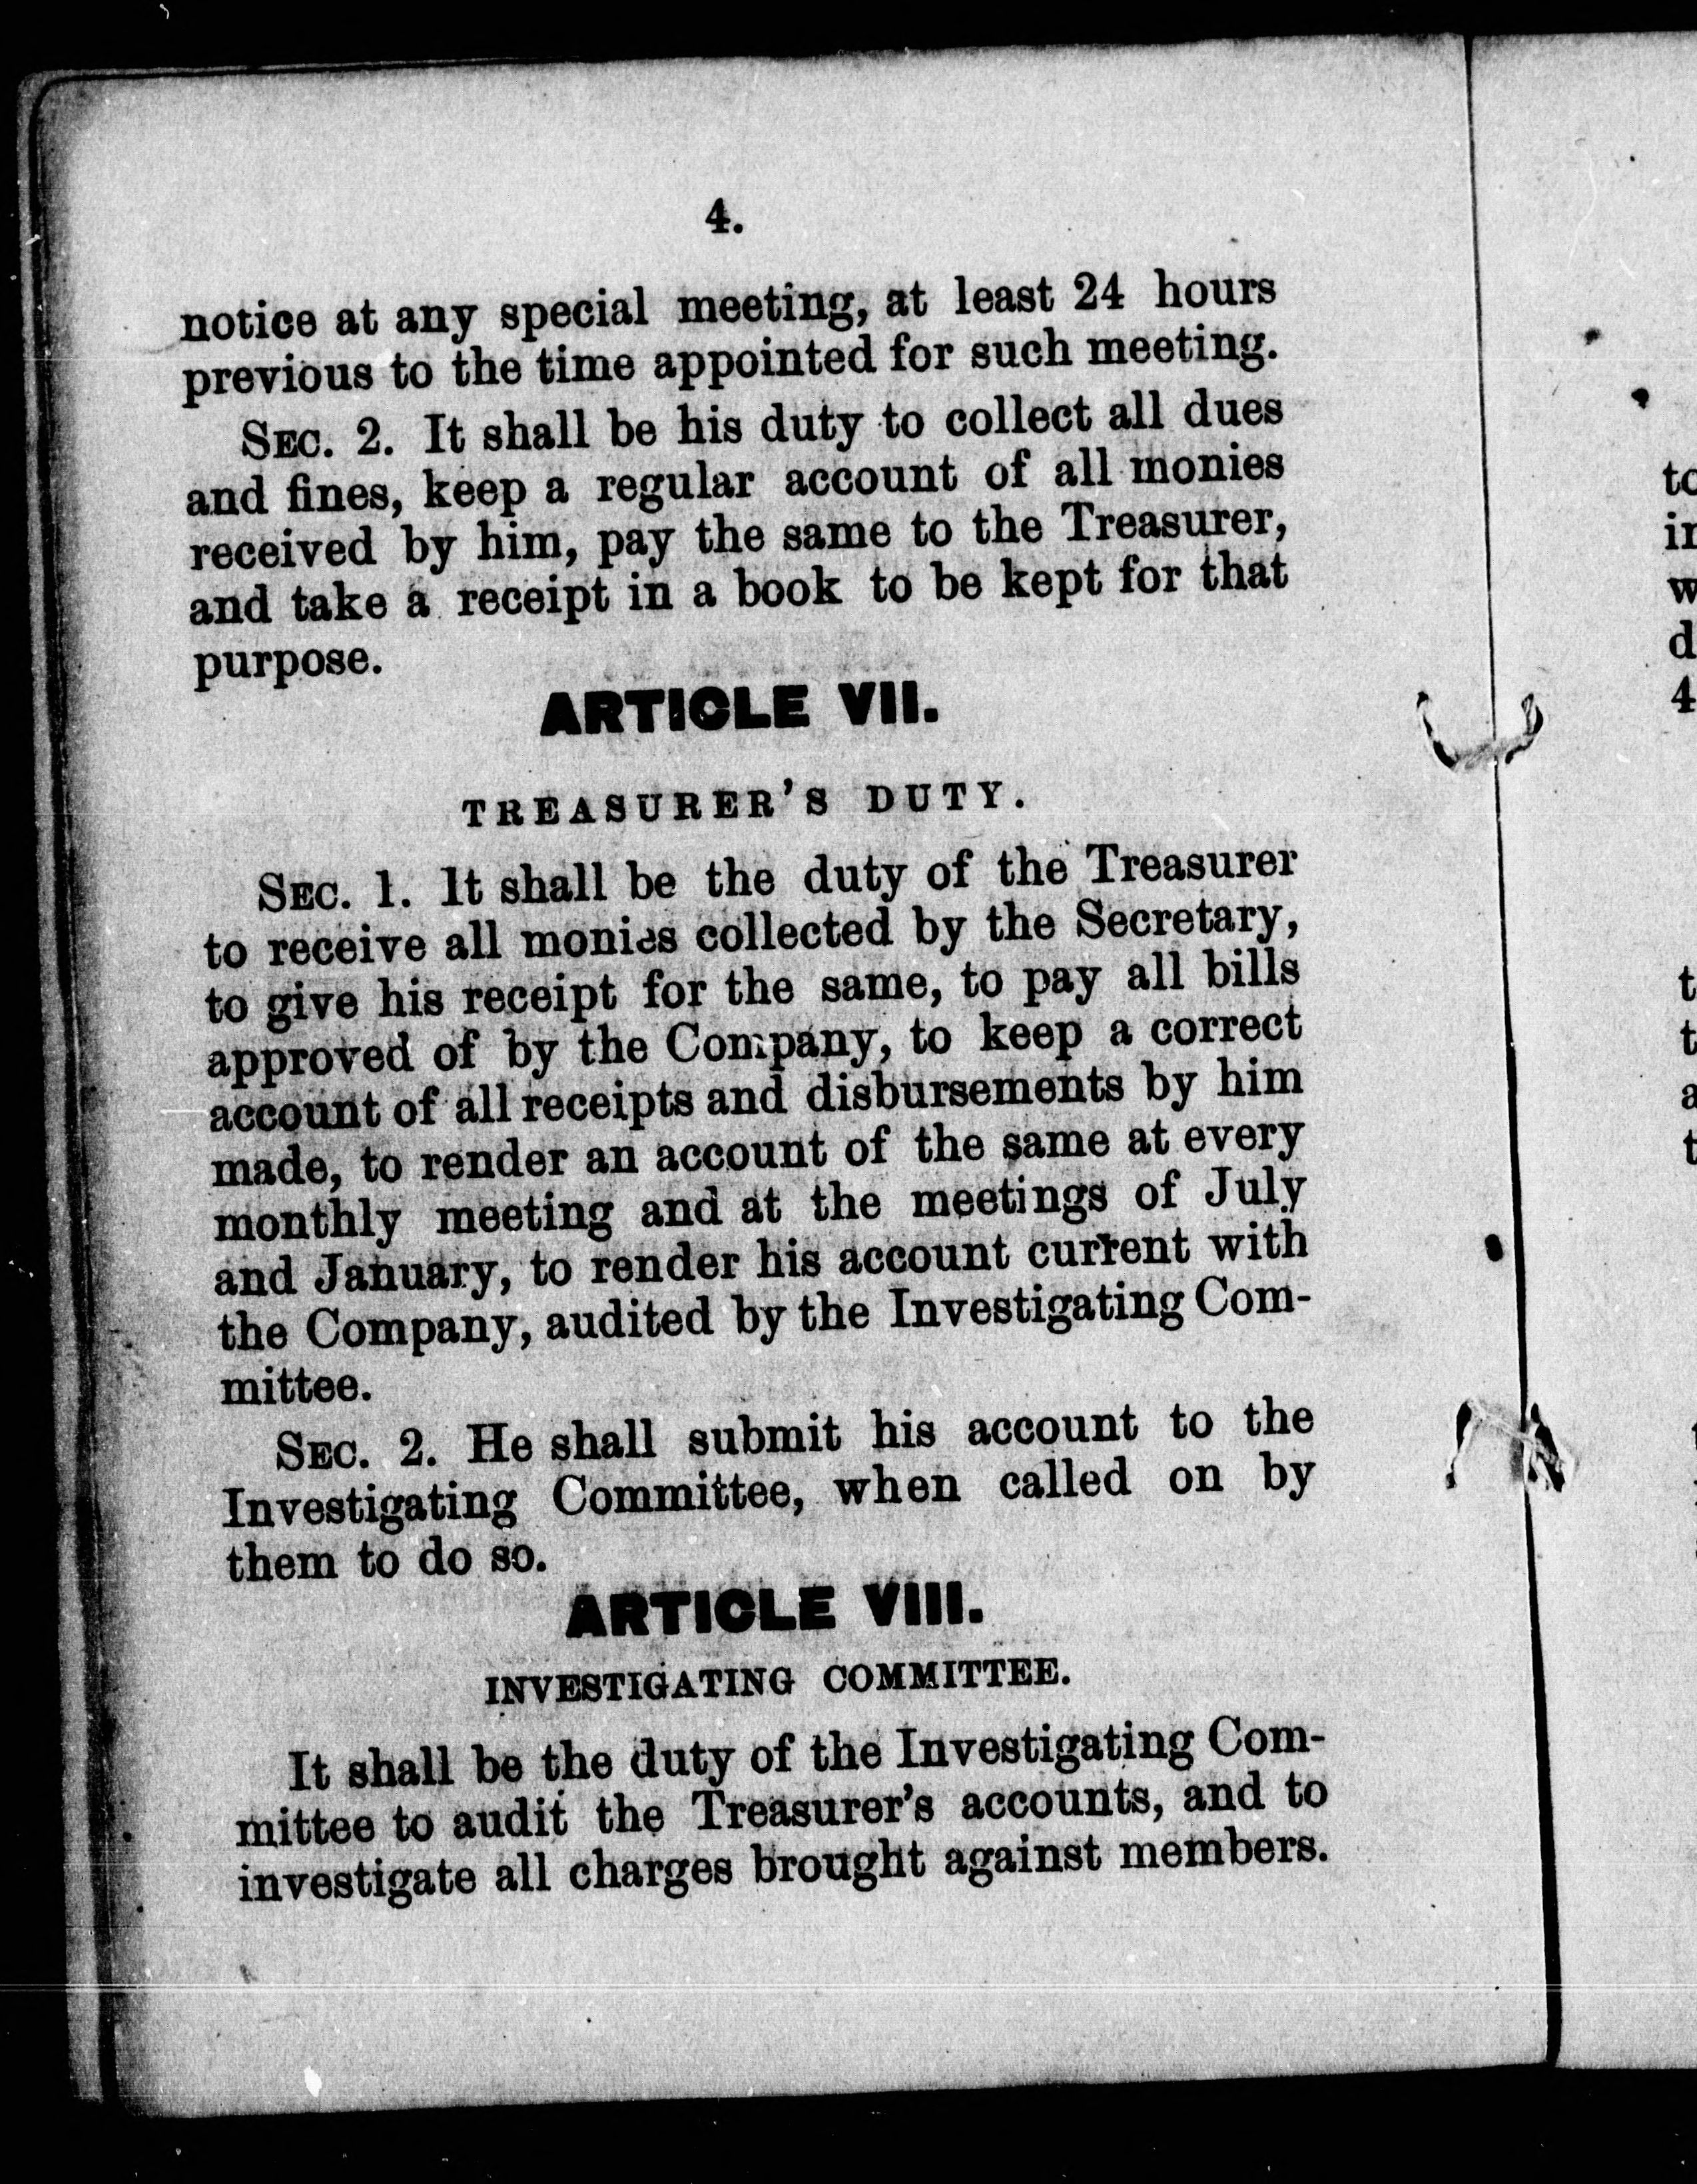 4.
notice at any special meeting, at least 24 hours
previous to the time appointed for such meeting.
SEC. 2. It shall be his duty to collect all dues
and fines, keep a regular account of all monies
received by him, pay the same to the Treasurer,
and take a receipt in a book to be kept for that
purpose.
ARTICLE VII.
TREASURER'S DUTY.
SEC. 1. It shall be the duty of the Treasurer
to receive all monies collected by the Secretary,
to give his receipt for the same, to pay all bills
approved of by the Company, to keep a correct
account of all receipts and disbursements by him
made, to render an account of the same at every
monthly meeting and at the meetings of July
and January, to render his account current with
the Company, audited by the Investigating Com-
mittee.
SEC. 2. He shall submit his account to the
Investigating Committee, when called on by
them to do so.
ARTICLE VIII.
INVESTIGATING COMMITTEE.
It shall be the duty of the Investigating Com-
mittee to audit the Treasurer's accounts, and to
investigate all charges brought against members.